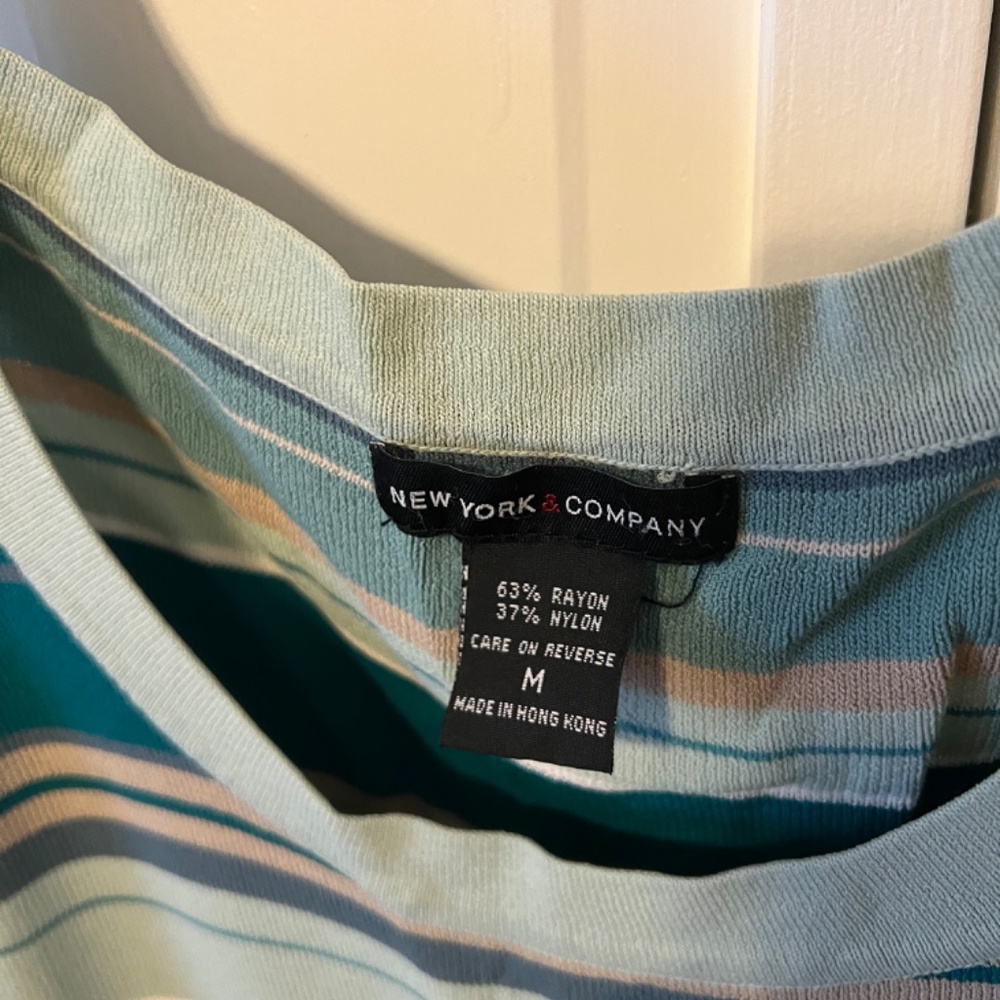 NEW YORK & COMPANY
63% RAYON
37% NYLON
CARE ON REVERSE
M
MADE IN HONG KONG